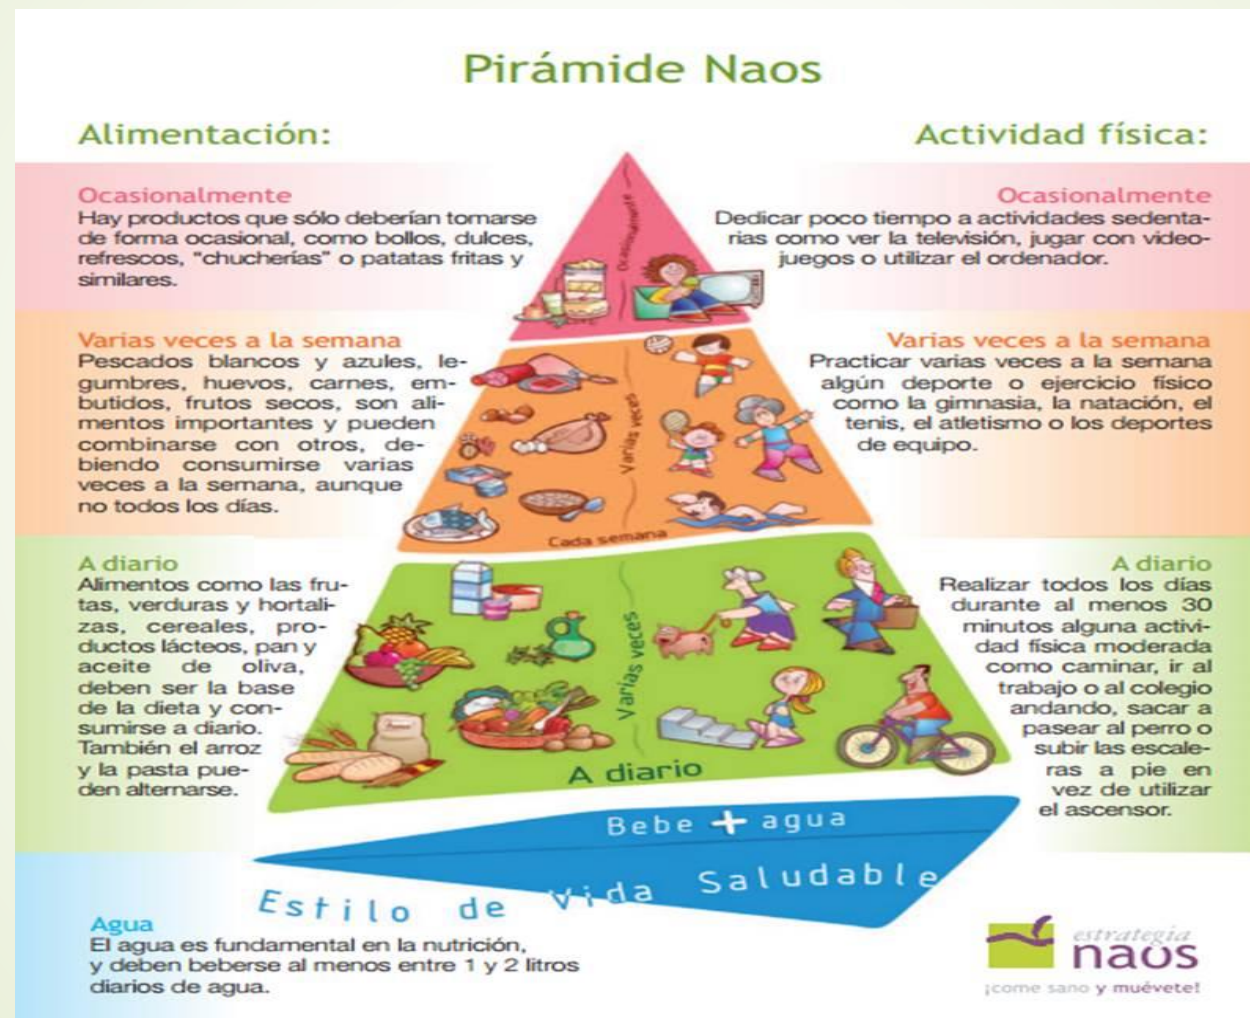 Pirámide Naos
Alimentación:
Ocasionalmente
Hay productos que sólo deberían tomarse
de forma ocasional, como bollos, dulces,
refrescos, "chucherías" o patatas fritas y
similares.
Varias veces a la semana
Pescados blancos y azules, le-
gumbres, huevos, carnes, em-
butidos, frutos secos, son ali-
mentos importantes y pueden
combinarse con otros, de-
biendo consumirse varias
veces a la semana, aunque
no todos los días.
A diario
Alimentos como las fru-
tas, verduras y hortali-
zas, cereales, pro-
ductos lácteos, pan y
aceite de oliva,
deben ser la base
de la dieta y con-
sumirse a diario.
También el arroz
y la pasta pue-
den alternarse.
Agua
El agua es fundamental en la nutrición,
y deben beberse al menos entre 1 y 2 litros
diarios de agua.
Ocasionalmente
Varias veces
Cada semana
Varias veces
A diario
Bebe + agua
Estilo de Vida Saludable
Actividad física:
Ocasionalmente
Dedicar poco tiempo a actividades sedenta-
rias como ver la televisión, jugar con video-
juegos o utilizar el ordenador.
Varias veces a la semana
Practicar varias veces a la semana
algún deporte o ejercicio físico
como la gimnasia, la natación, el
tenis, el atletismo o los deportes
de equipo.
A diario
Realizar todos los días
durante al menos 30
minutos alguna activi-
dad física moderada
como caminar, ir al
trabajo o al colegio
andando, sacar a
pasear al perro o
subir las escale-
ras a pie en
vez de utilizar
el ascensor.
estrategia
naos
¡come sano y muévete!